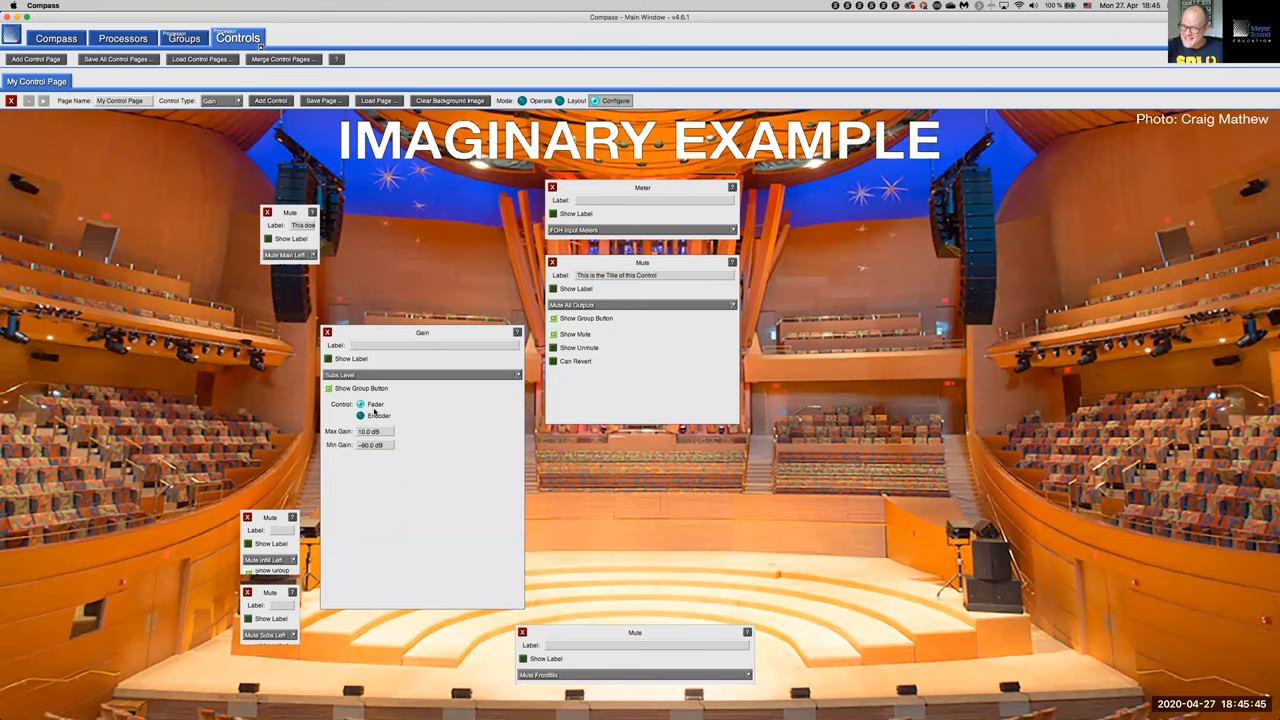 Compass
100 %
Mon 27. Apr 18:45
Compass - Main Window - v4.6.1
Compass
Processors
Processor Groups
Processor Controls
Meyer Sound
EDUCATION
Add Control Page
Save All Control Pages ...
Load Control Pages ...
Merge Control Pages ...
?
My Control Page
X
Page Name:
My Control Page
Control Type:
Gain
Add Control
Save Page ...
Load Page ...
Clear Background Image
Mode:
Operate
Layout
Configure
IMAGINARY EXAMPLE
Photo: Craig Mathew
X
Meter
?
Label:
Show Label
FOH Input Meters
X
Mute
?
Label: This doe
Show Label
Mute Main Left
X
Mute
?
Label: This is the Title of this Control
Show Label
Mute All Outputs
Show Group Button
Show Mute
Show Unmute
Can Revert
X
Gain
?
Label:
Show Label
Subs Level
Show Group Button
Control:
Fader
Encoder
Max Gain: 10.0 dB
Min Gain: -90.0 dB
X
Mute
?
Label:
Show Label
Mute Infill Left
Show Group
X
Mute
?
Label:
Show Label
Mute Subs Left
X
Mute
?
Label:
Show Label
Mute Frontfills
2020-04-27 18:45:45